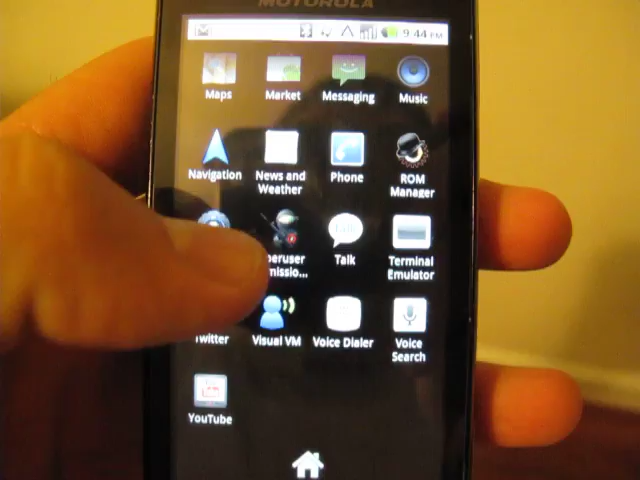 MOTOROLA
9:44 PM
Maps Market Messaging Music
Navigation News and Phone ROM
Weather Manager
Talk Terminal
Emulator
Visual VM Voice Dialer Voice
Search
YouTube